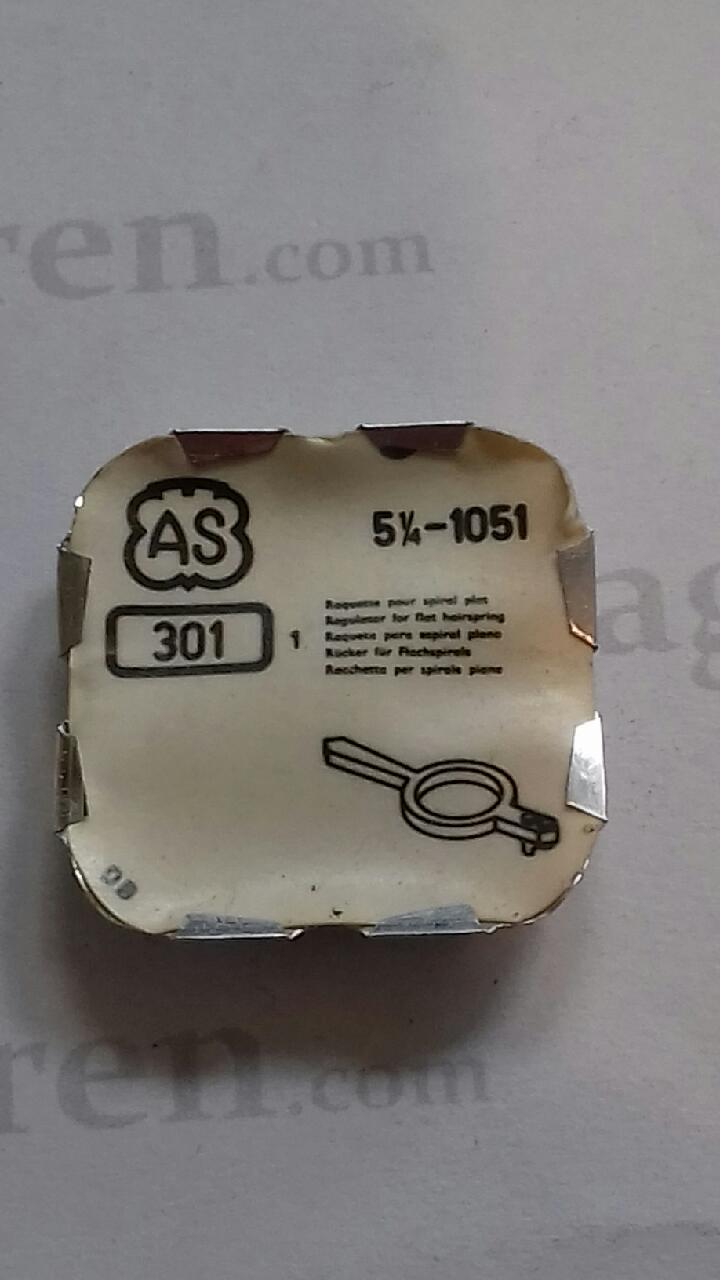 ren.com
AS
5¼-1051
301
1
Raquette pour spiral plat
Regulator for flat hairspring
Raqueta para espiral plano
Rücker für Flachspirale
Racchetta per spirale piano
ag
ren.com